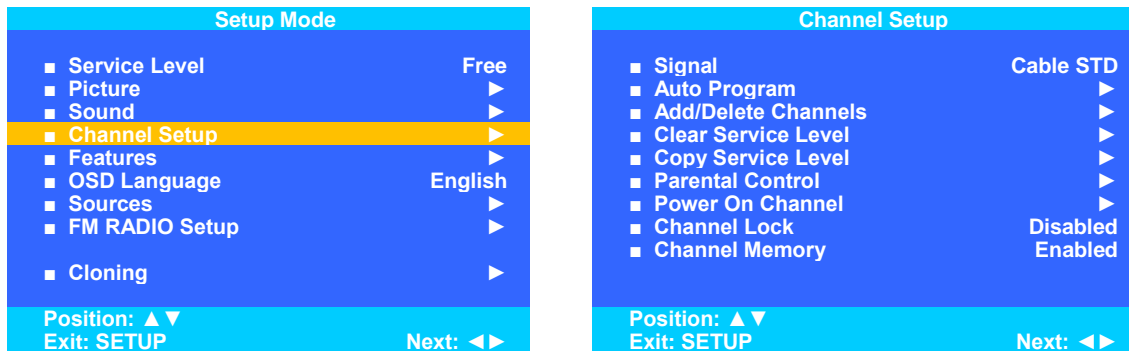 Setup Mode
■ Service Level Free
■ Picture ►
■ Sound ►
■ Channel Setup ►
■ Features ►
■ OSD Language English
■ Sources ►
■ FM RADIO Setup ►
■ Cloning ►
Position: ▲▼
Exit: SETUP Next: ◄►
Channel Setup
■ Signal Cable STD
■ Auto Program ►
■ Add/Delete Channels ►
■ Clear Service Level ►
■ Copy Service Level ►
■ Parental Control ►
■ Power On Channel ►
■ Channel Lock Disabled
■ Channel Memory Enabled
Position: ▲▼
Exit: SETUP Next: ◄►